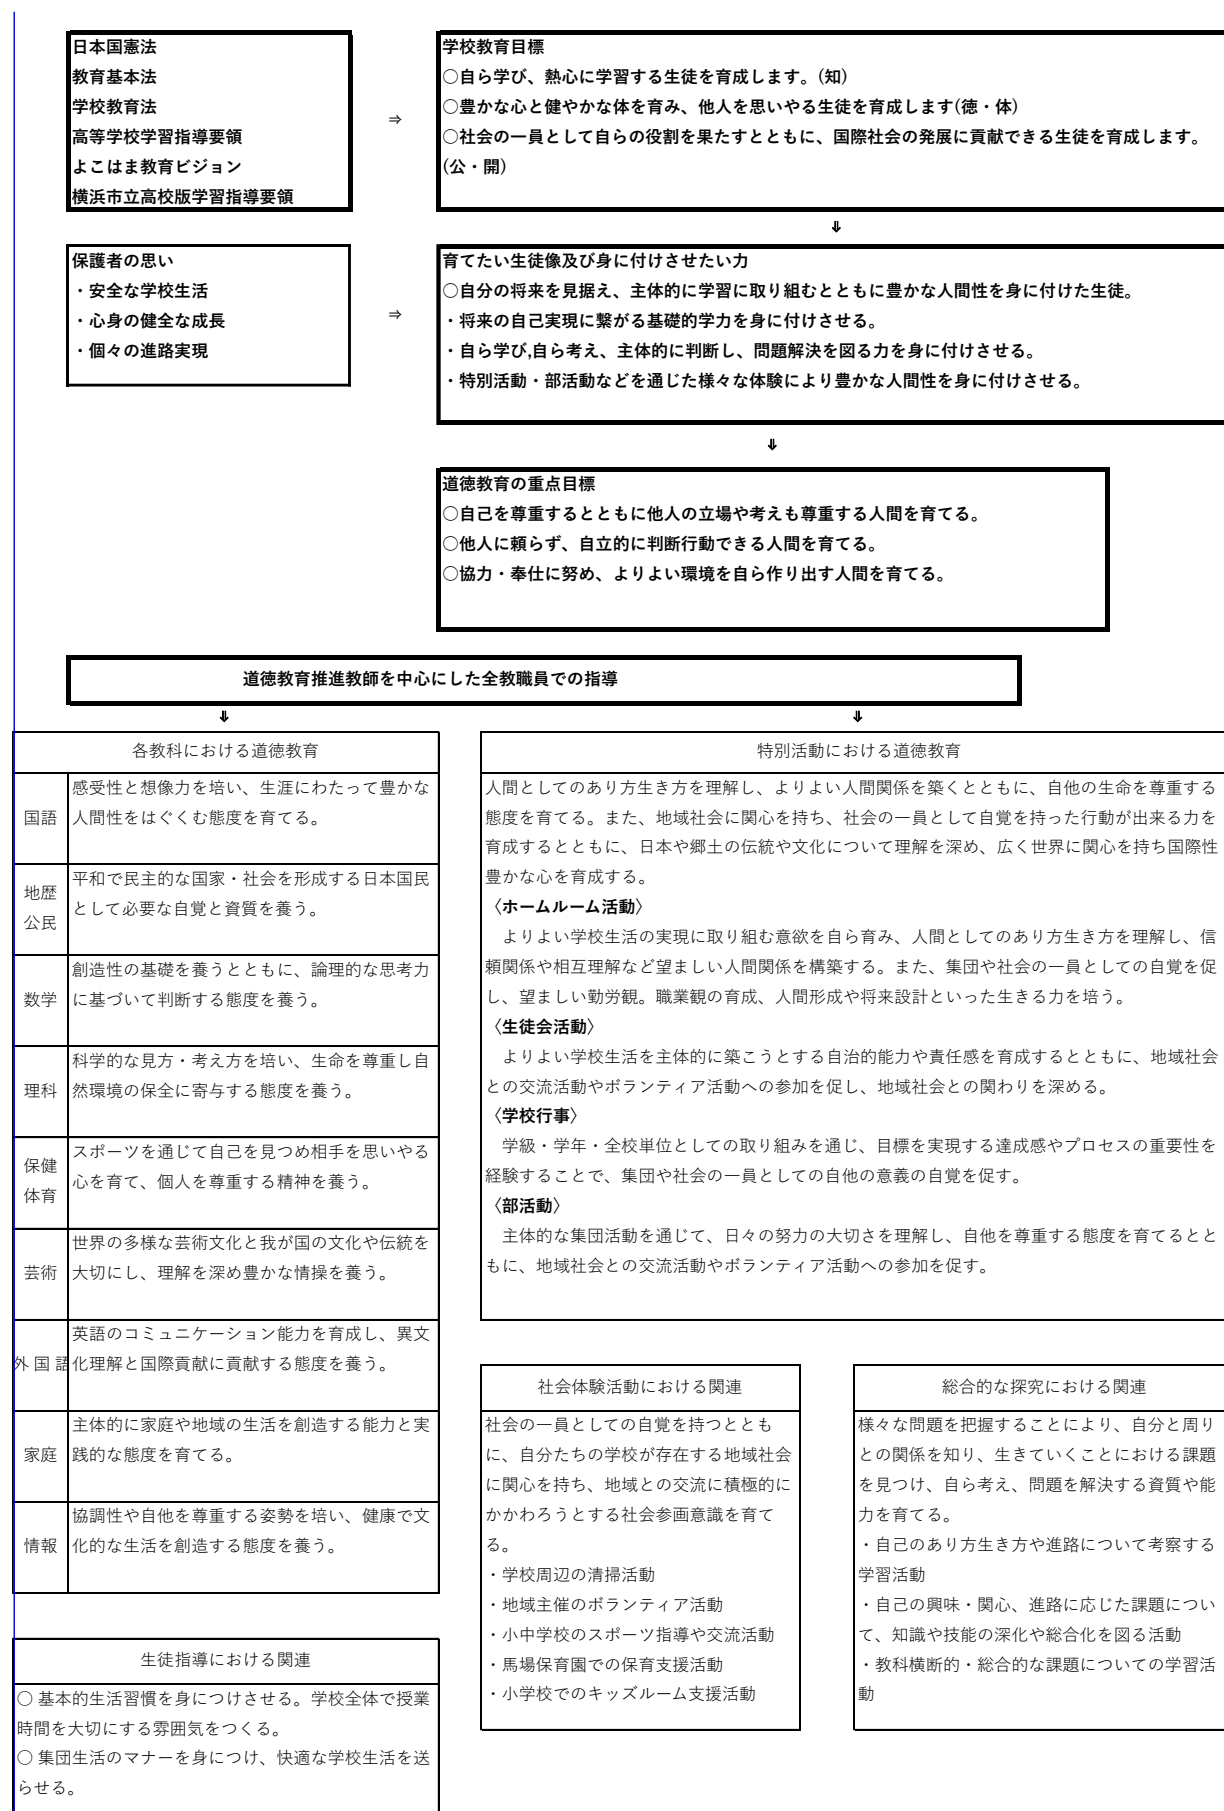 日本国憲法
教育基本法
学校教育法
高等学校学習指導要領
よこはま教育ビジョン
横浜市立高校版学習指導要領
⇒
学校教育目標
○自ら学び、熱心に学習する生徒を育成します。(知)
○豊かな心と健やかな体を育み、他人を思いやる生徒を育成します(徳・体)
○社会の一員として自らの役割を果たすとともに、国際社会の発展に貢献できる生徒を育成します。
(公・開)
⇓
保護者の思い
・安全な学校生活
・心身の健全な成長
・個々の進路実現
⇒
育てたい生徒像及び身に付けさせたい力
○自分の将来を見据え、主体的に学習に取り組むとともに豊かな人間性を身に付けた生徒。
・将来の自己実現に繋がる基礎的学力を身に付けさせる。
・自ら学び,自ら考え、主体的に判断し、問題解決を図る力を身に付けさせる。
・特別活動・部活動などを通じた様々な体験により豊かな人間性を身に付けさせる。
⇓
道徳教育の重点目標
○自己を尊重するとともに他人の立場や考えも尊重する人間を育てる。
○他人に頼らず、自立的に判断行動できる人間を育てる。
○協力・奉仕に努め、よりよい環境を自ら作り出す人間を育てる。
道徳教育推進教師を中心にした全教職員での指導
⇓
⇓
各教科における道徳教育
国語
感受性と想像力を培い、生涯にわたって豊かな
人間性をはぐくむ態度を育てる。
地歴
公民
平和で民主的な国家・社会を形成する日本国民
として必要な自覚と資質を養う。
数学
創造性の基礎を養うとともに、論理的な思考力
に基づいて判断する態度を養う。
理科
科学的な見方・考え方を培い、生命を尊重し自
然環境の保全に寄与する態度を養う。
保健
体育
スポーツを通じて自己を見つめ相手を思いやる
心を育て、個人を尊重する精神を養う。
芸術
世界の多様な芸術文化と我が国の文化や伝統を
大切にし、理解を深め豊かな情操を養う。
外国語
英語のコミュニケーション能力を育成し、異文
化理解と国際貢献に貢献する態度を養う。
家庭
主体的に家庭や地域の生活を創造する能力と実
践的な態度を育てる。
情報
協調性や自他を尊重する姿勢を培い、健康で文
化的な生活を創造する態度を養う。
生徒指導における関連
○ 基本的生活習慣を身につけさせる。学校全体で授業
時間を大切にする雰囲気をつくる。
○ 集団生活のマナーを身につけ、快適な学校生活を送
らせる。
特別活動における道徳教育
人間としてのあり方生き方を理解し、よりよい人間関係を築くとともに、自他の生命を尊重する
態度を育てる。また、地域社会に関心を持ち、社会の一員として自覚を持った行動が出来る力を
育成するとともに、日本や郷土の伝統や文化について理解を深め、広く世界に関心を持ち国際性
豊かな心を育成する。
〈ホームルーム活動〉
よりよい学校生活の実現に取り組む意欲を自ら育み、人間としてのあり方生き方を理解し、信
頼関係や相互理解など望ましい人間関係を構築する。また、集団や社会の一員としての自覚を促
し、望ましい勤労観。職業観の育成、人間形成や将来設計といった生きる力を培う。
〈生徒会活動〉
よりよい学校生活を主体的に築こうとする自治的能力や責任感を育成するとともに、地域社会
との交流活動やボランティア活動への参加を促し、地域社会との関わりを深める。
〈学校行事〉
学級・学年・全校単位としての取り組みを通じ、目標を実現する達成感やプロセスの重要性を
経験することで、集団や社会の一員としての自他の意義の自覚を促す。
〈部活動〉
主体的な集団活動を通じて、日々の努力の大切さを理解し、自他を尊重する態度を育てるとと
もに、地域社会との交流活動やボランティア活動への参加を促す。
社会体験活動における関連
社会の一員としての自覚を持つととも
に、自分たちの学校が存在する地域社会
に関心を持ち、地域との交流に積極的に
かかわろうとする社会参画意識を育て
る。
・学校周辺の清掃活動
・地域主催のボランティア活動
・小中学校のスポーツ指導や交流活動
・馬場保育園での保育支援活動
・小学校でのキッズルーム支援活動
総合的な探究における関連
様々な問題を把握することにより、自分と周り
との関係を知り、生きていくことにおける課題
を見つけ、自ら考え、問題を解決する資質や能
力を育てる。
・自己のあり方生き方や進路について考察する
学習活動
・自己の興味・関心、進路に応じた課題につい
て、知識や技能の深化や総合化を図る活動
・教科横断的・総合的な課題についての学習活
動